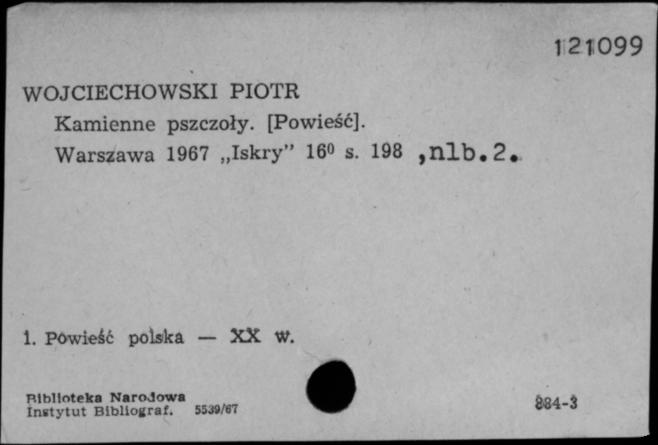 121099
WOJCIECHOWSKI PIOTR
Kamienne pszczoły. [Powieść].
Warszawa 1967 „Iskry” 16⁰ s. 198 ,nlb.2.
1. Powieść polska — XX w.
Biblioteka Narodowa
Instytut Bibliograf. 5539/67
884-3